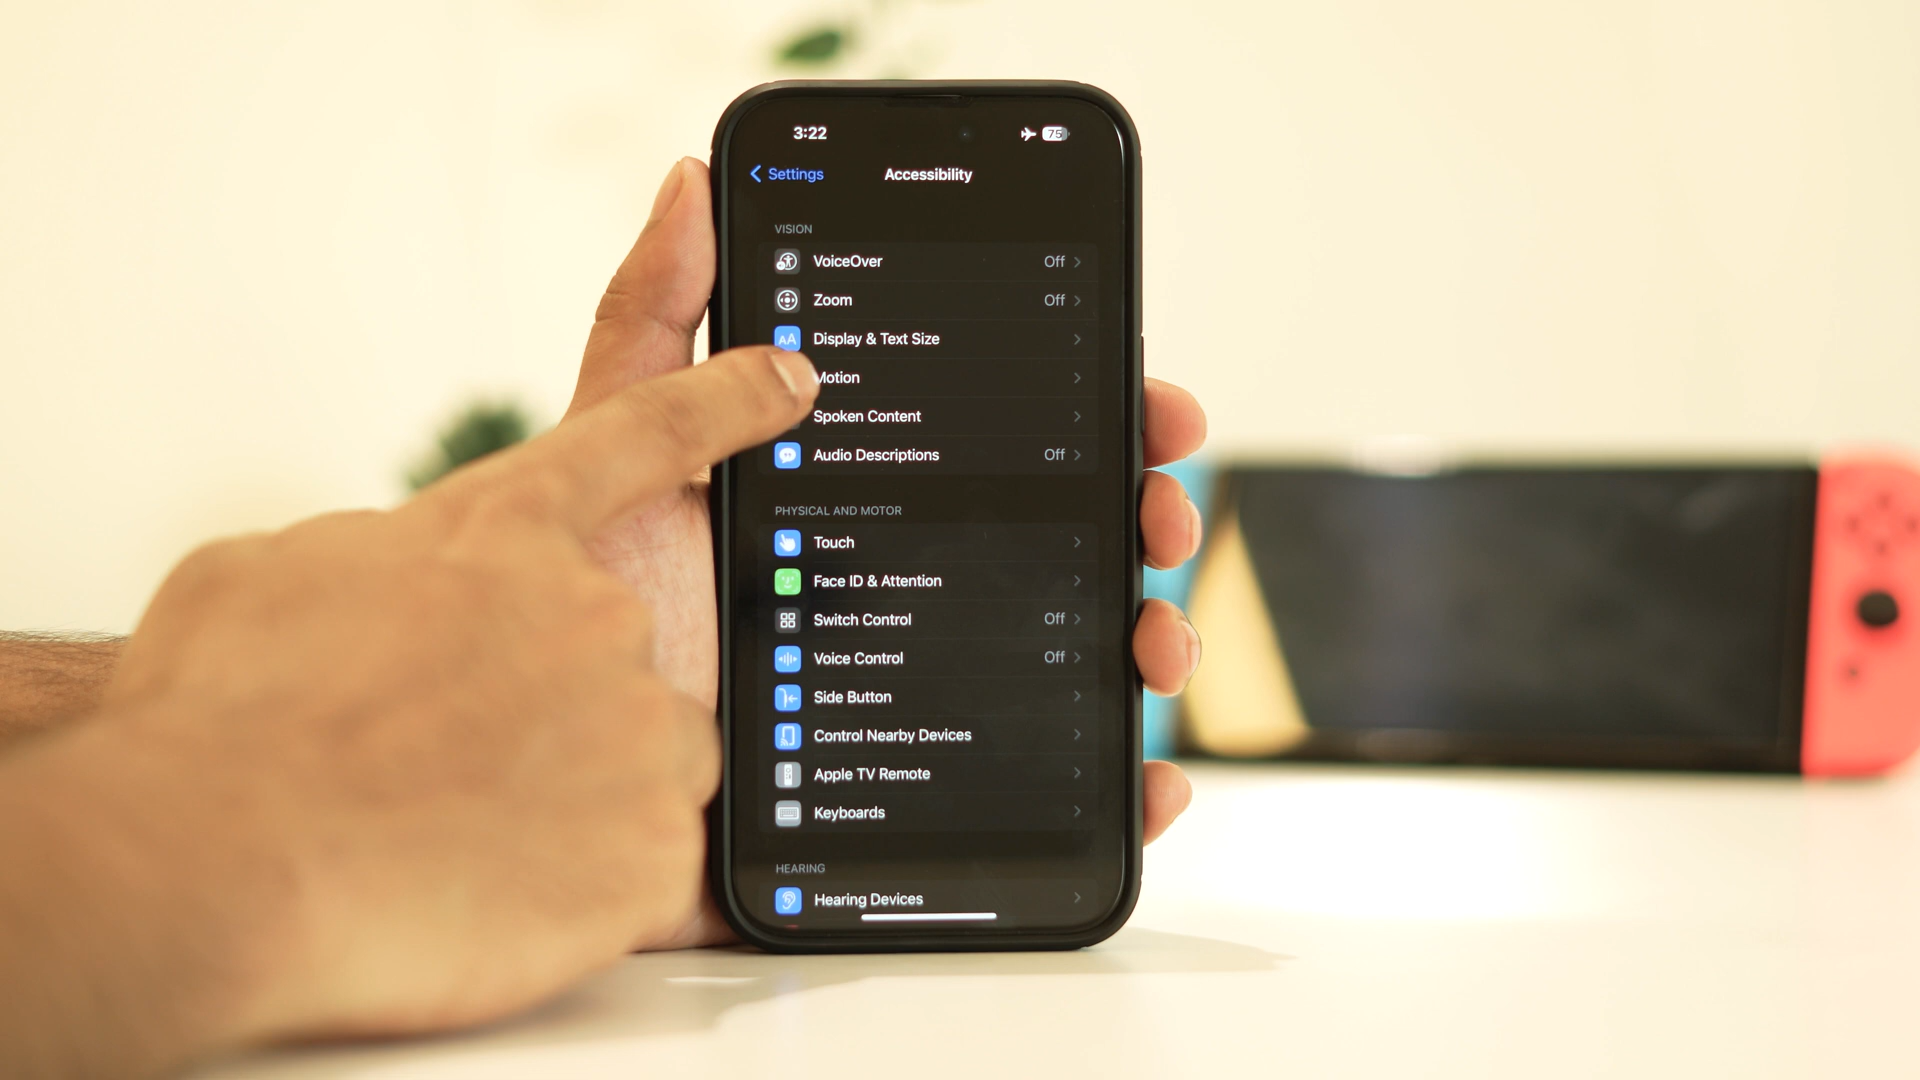 3:22
75
Settings
Accessibility
VISION
VoiceOver Off
Zoom Off
AA Display & Text Size
Motion
Spoken Content
Audio Descriptions Off
PHYSICAL AND MOTOR
Touch
Face ID & Attention
Switch Control Off
Voice Control Off
Side Button
Control Nearby Devices
Apple TV Remote
Keyboards
HEARING
Hearing Devices